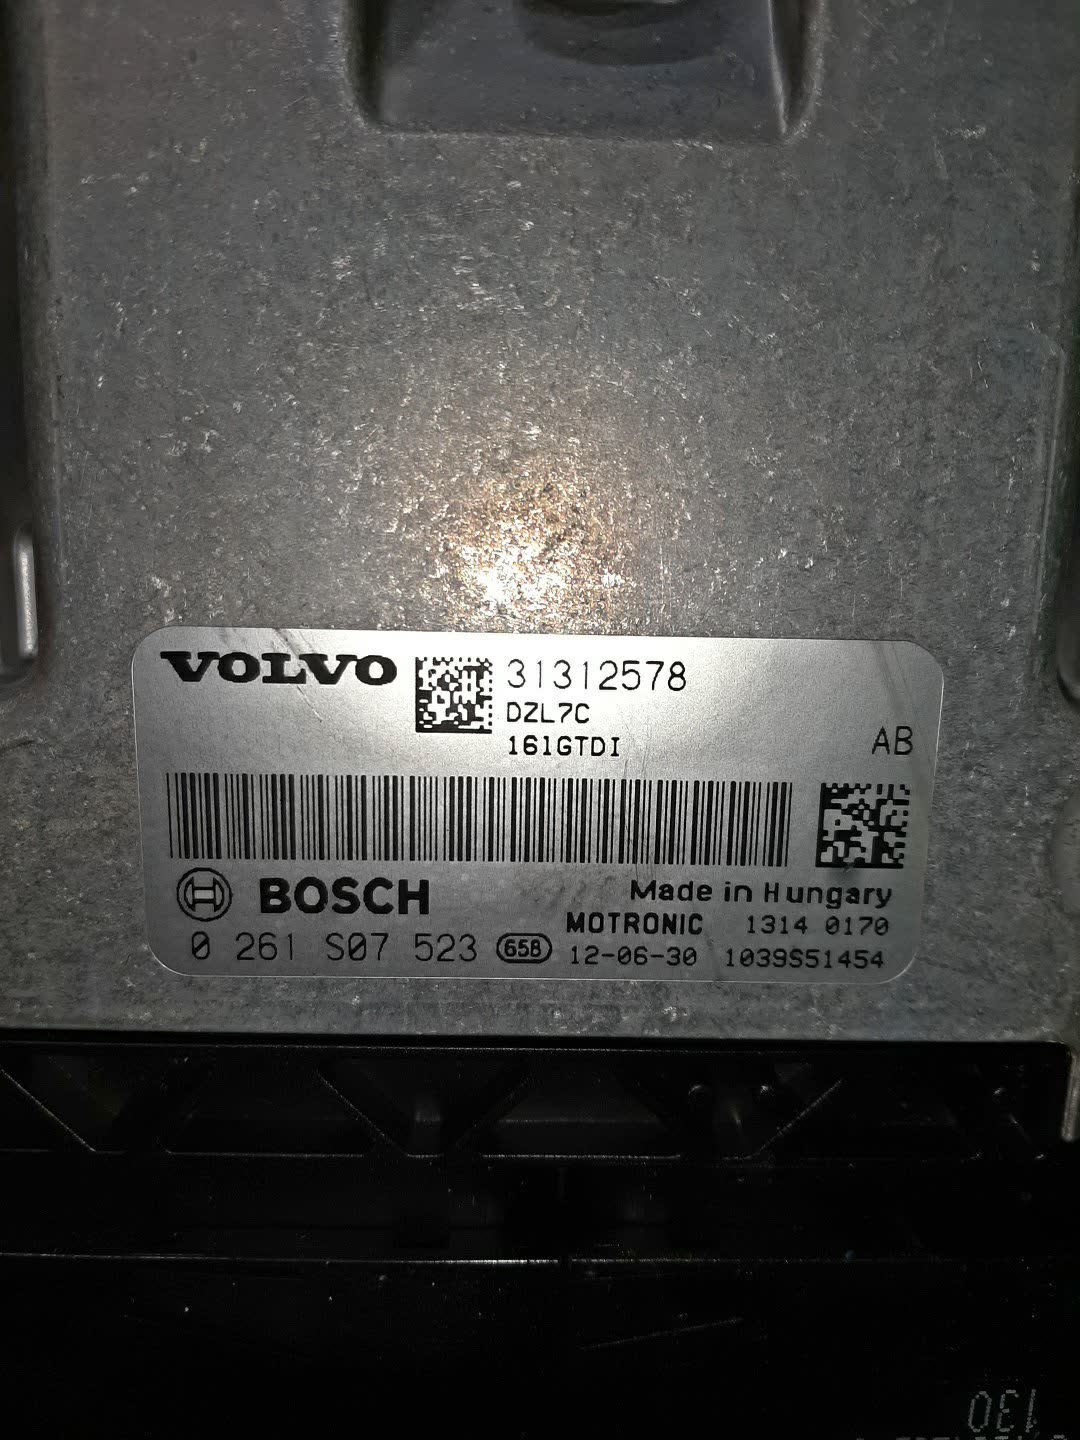 VOLVO
31312578
DZL7C
161GTDI
AB
BOSCH
Made in Hungary
MOTRONIC 1314 0170
0 261 S07 523 658 12-06-30 1039S51454
130